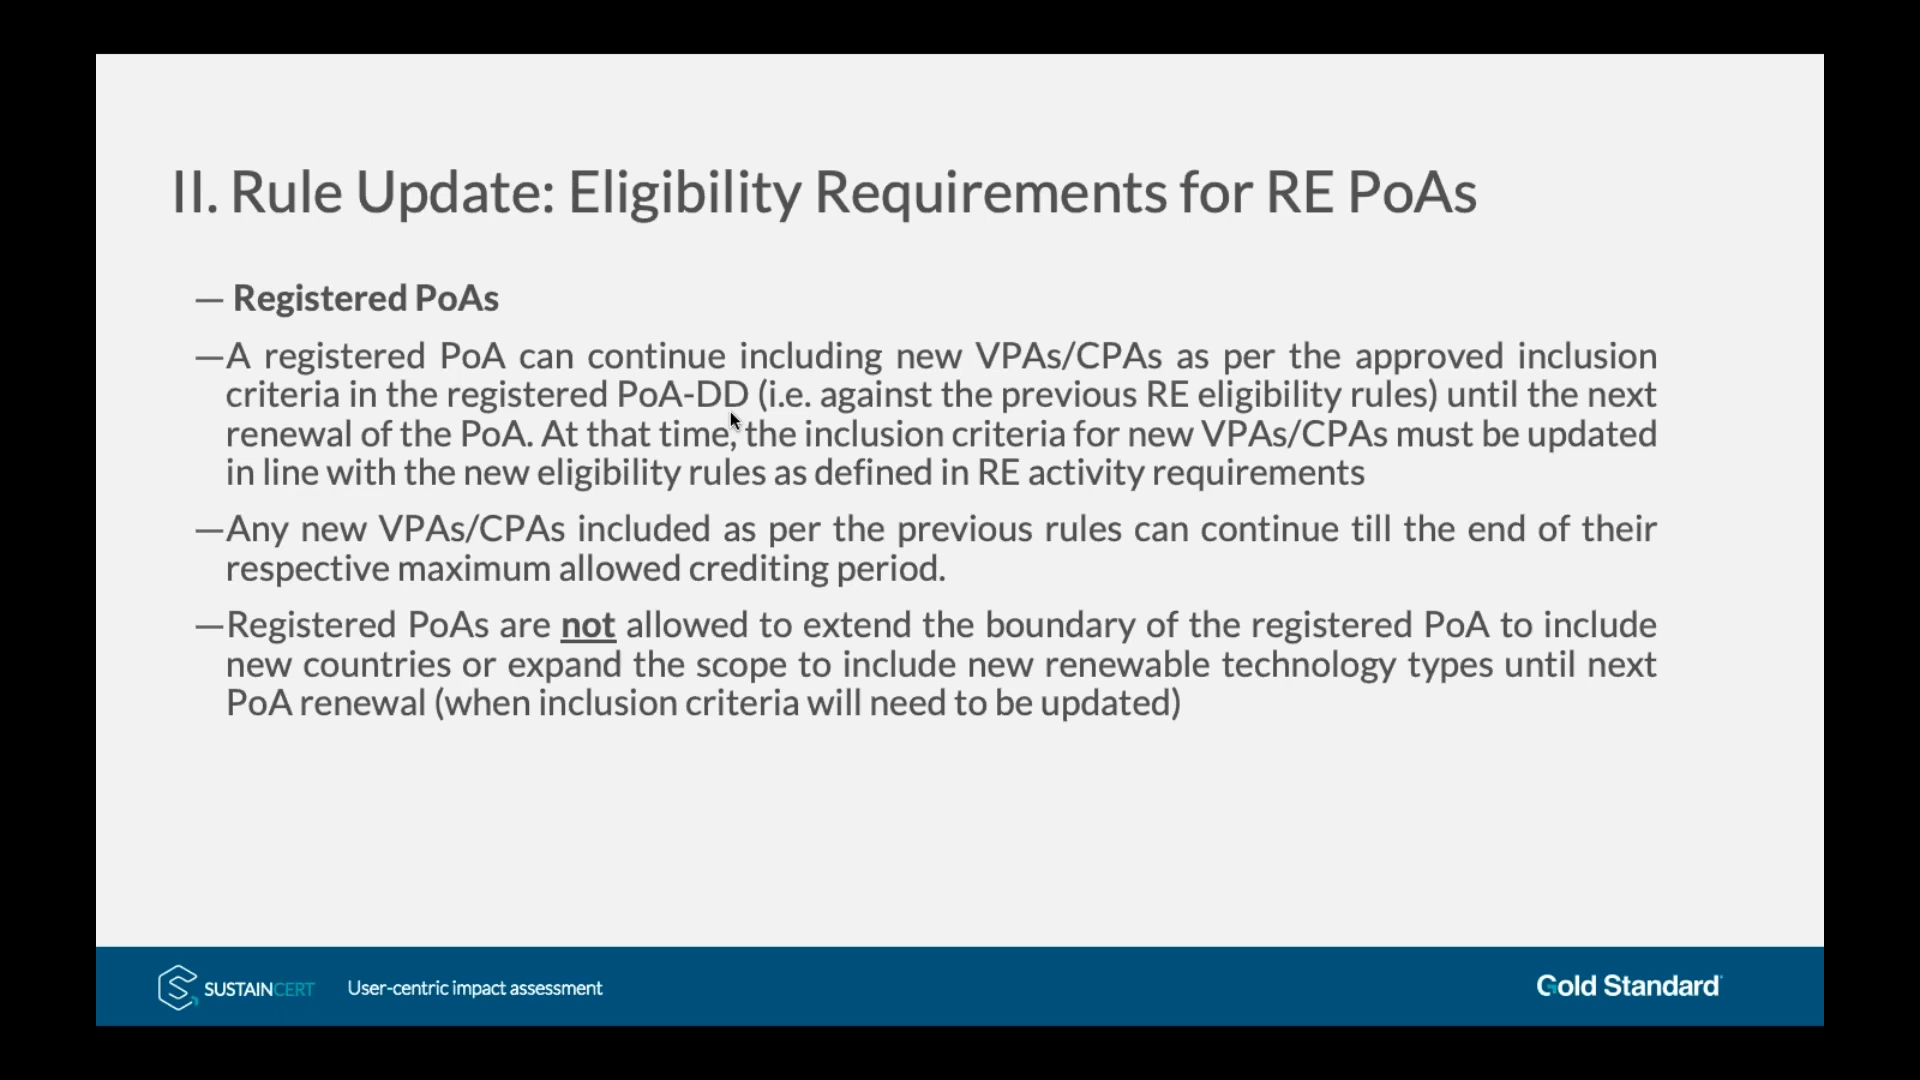 II. Rule Update: Eligibility Requirements for RE PoAs
— Registered PoAs
—A registered PoA can continue including new VPAs/CPAs as per the approved inclusion
criteria in the registered PoA-DD (i.e. against the previous RE eligibility rules) until the next
renewal of the PoA. At that time, the inclusion criteria for new VPAs/CPAs must be updated
in line with the new eligibility rules as defined in RE activity requirements
—Any new VPAs/CPAs included as per the previous rules can continue till the end of their
respective maximum allowed crediting period.
—Registered PoAs are not allowed to extend the boundary of the registered PoA to include
new countries or expand the scope to include new renewable technology types until next
PoA renewal (when inclusion criteria will need to be updated)
SUSTAINCERT User-centric impact assessment Gold Standard